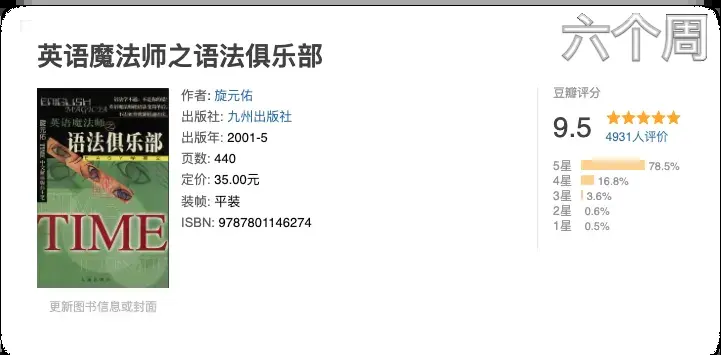 六个周
英语魔法师之语法俱乐部
作者: 旋元佑
出版社: 九州出版社
出版年: 2001-5
页数: 440
定价: 35.00元
装帧: 平装
ISBN: 9787801146274
豆瓣评分
9.5
4931人评价
5星 78.5%
4星 16.8%
3星 3.6%
2星 0.6%
1星 0.5%
ENGLISH
MAGICIAN
英语魔法师之
语法俱乐部
旋元佑
TIME
更新图书信息或封面